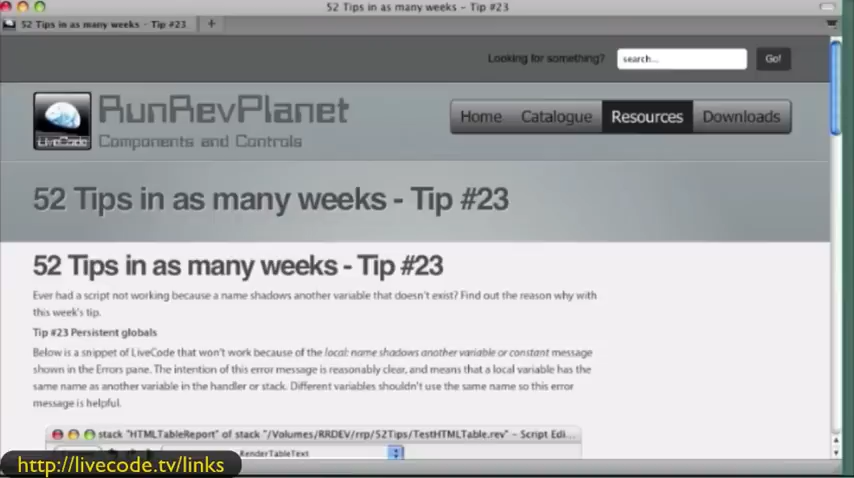 52 Tips in as many weeks - Tip #23
52 Tips in as many weeks - Tip #23
Looking for something?
search...
Go!
RunRevPlanet
LiveCode
Components and Controls
Home
Catalogue
Resources
Downloads
52 Tips in as many weeks - Tip #23
52 Tips in as many weeks - Tip #23
Ever had a script not working because a name shadows another variable that doesn't exist? Find out the reason why with
this week's tip.
Tip #23 Persistent globals
Below is a snippet of LiveCode that won't work because of the local: name shadows another variable or constant message
shown in the Errors pane. The intention of this error message is reasonably clear, and means that a local variable has the
same name as another variable in the handler or stack. Different variables shouldn't use the same name so this error
message is helpful.
stack "HTMLTableReport" of stack "/Volumes/RRDEV/rrp/52Tips/TestHTMLTable.rev" - Script Edi...
RenderTableText
http://livecode.tv/links